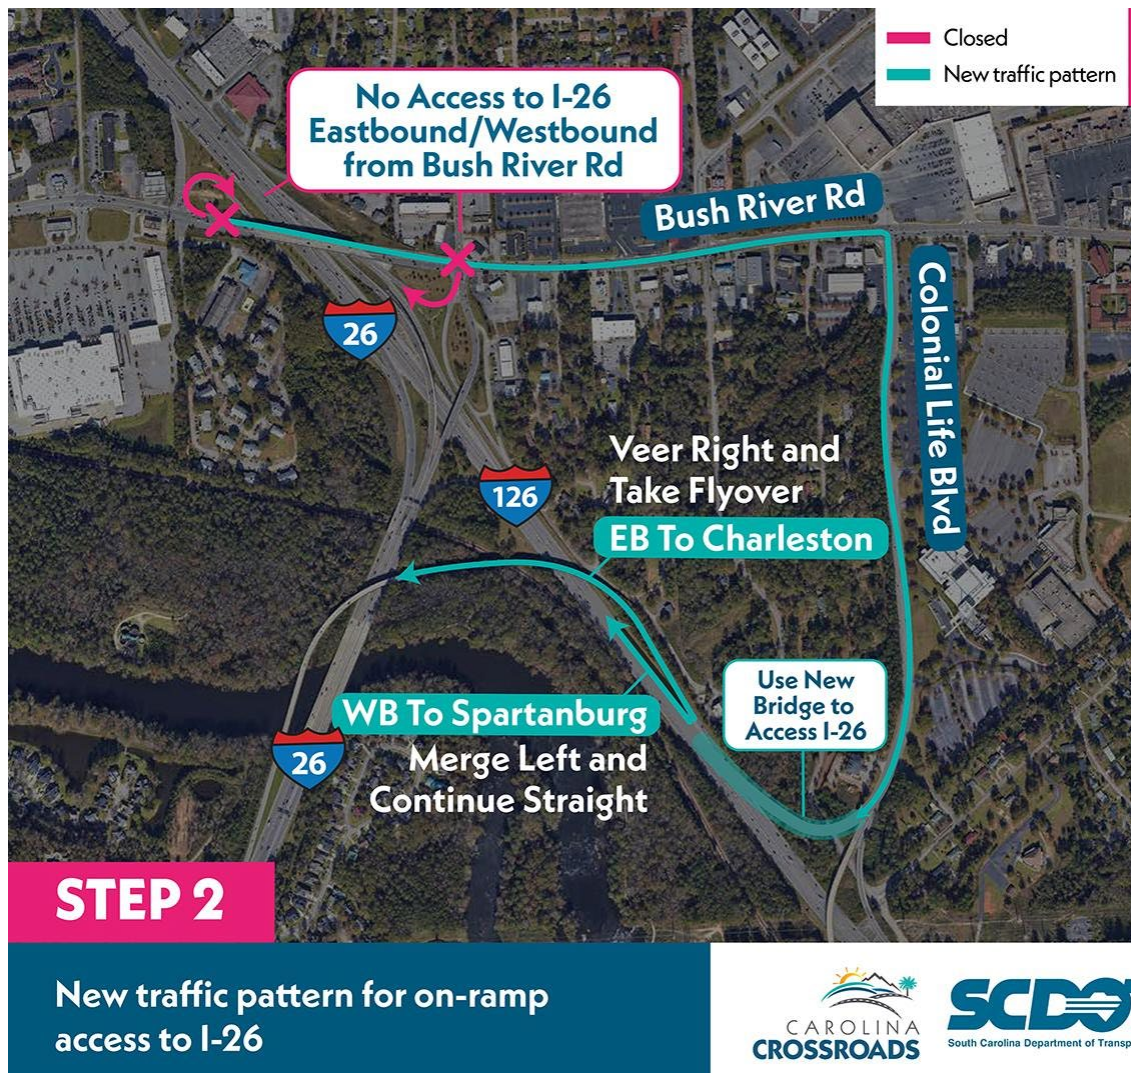 Closed
New traffic pattern
No Access to I-26
Eastbound/Westbound
from Bush River Rd
Bush River Rd
Colonial Life Blvd
26
126
Veer Right and
Take Flyover
EB To Charleston
Use New
Bridge to
Access I-26
WB To Spartanburg
Merge Left and
Continue Straight
26
STEP 2
New traffic pattern for on-ramp
access to I-26
CAROLINA
CROSSROADS
SCDOT
South Carolina Department of Transp